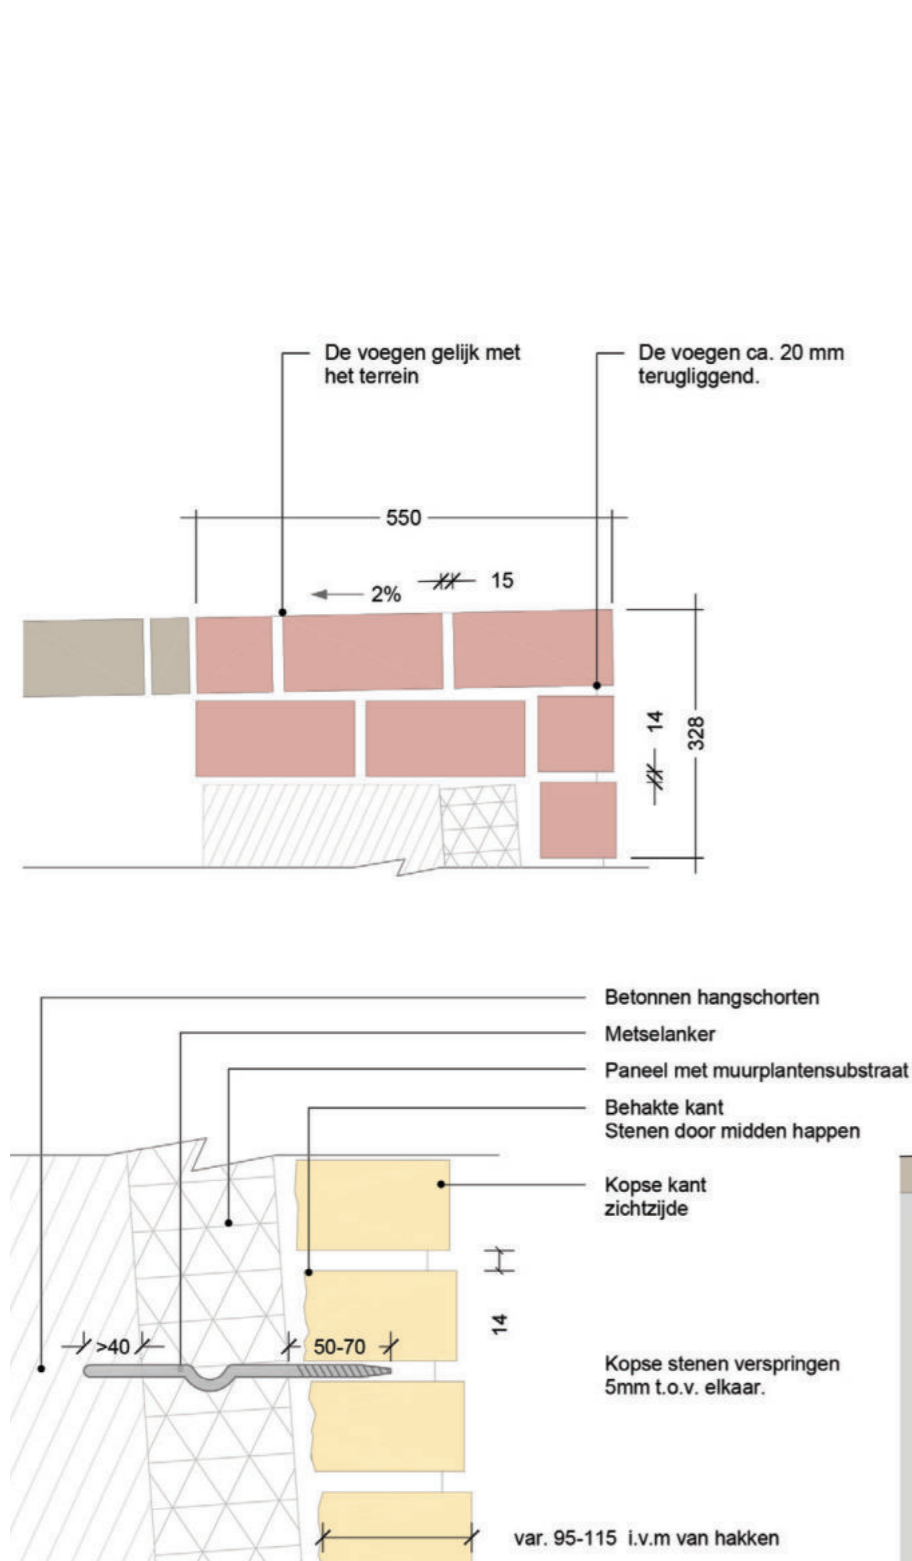 De voegen gelijk met
het terrein
De voegen ca. 20 mm
terugliggend.
550
2%
15
14
328
Betonnen hangschorten
Metselanker
Paneel met muurplantensubstraat
Behakte kant
Stenen door midden happen
Kopse kant
zichtzijde
14
>40
50-70
Kopse stenen verspringen
5mm t.o.v. elkaar.
var. 95-115 i.v.m van hakken